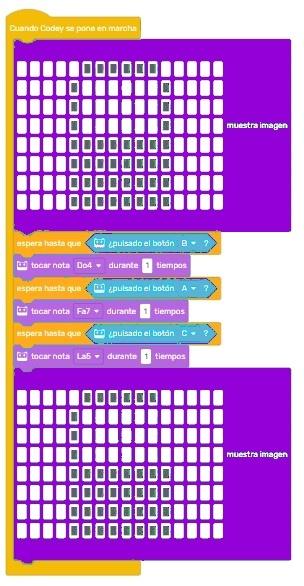 Cuando Codey se pone en marcha
muestra imagen
espera hasta que ¿pulsado el botón B ?
tocar nota Do4 durante 1 tiempos
espera hasta que ¿pulsado el botón A ?
tocar nota Fa7 durante 1 tiempos
espera hasta que ¿pulsado el botón C ?
tocar nota La5 durante 1 tiempos
muestra imagen